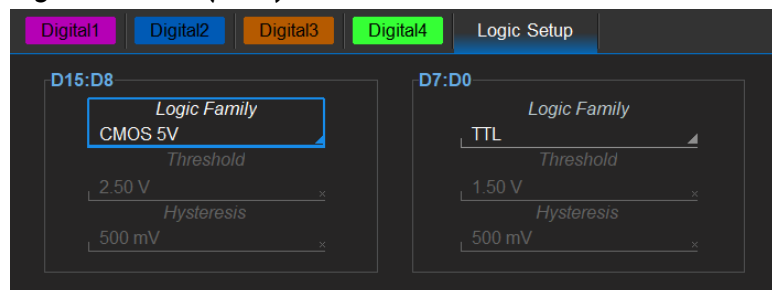 Digital1 Digital2 Digital3 Digital4 Logic Setup
D15:D8
Logic Family
CMOS 5V
Threshold
2.50 V
Hysteresis
500 mV
D7:D0
Logic Family
TTL
Threshold
1.50 V
Hysteresis
500 mV